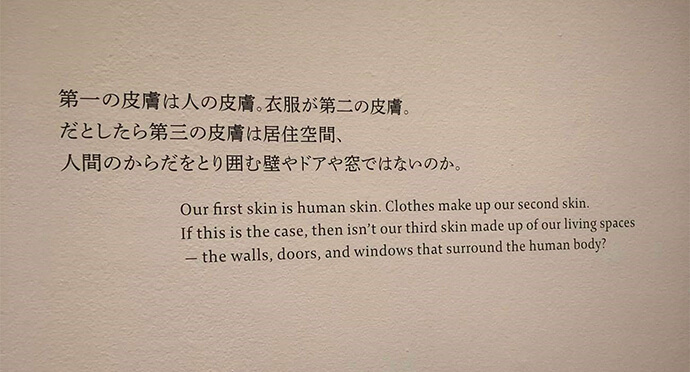 第一の皮膚は人の皮膚。衣服が第二の皮膚。
だとしたら第三の皮膚は居住空間、
人間のからだをとり囲む壁やドアや窓ではないのか。
Our first skin is human skin. Clothes make up our second skin.
If this is the case, then isn't our third skin made up of our living spaces
— the walls, doors, and windows that surround the human body?